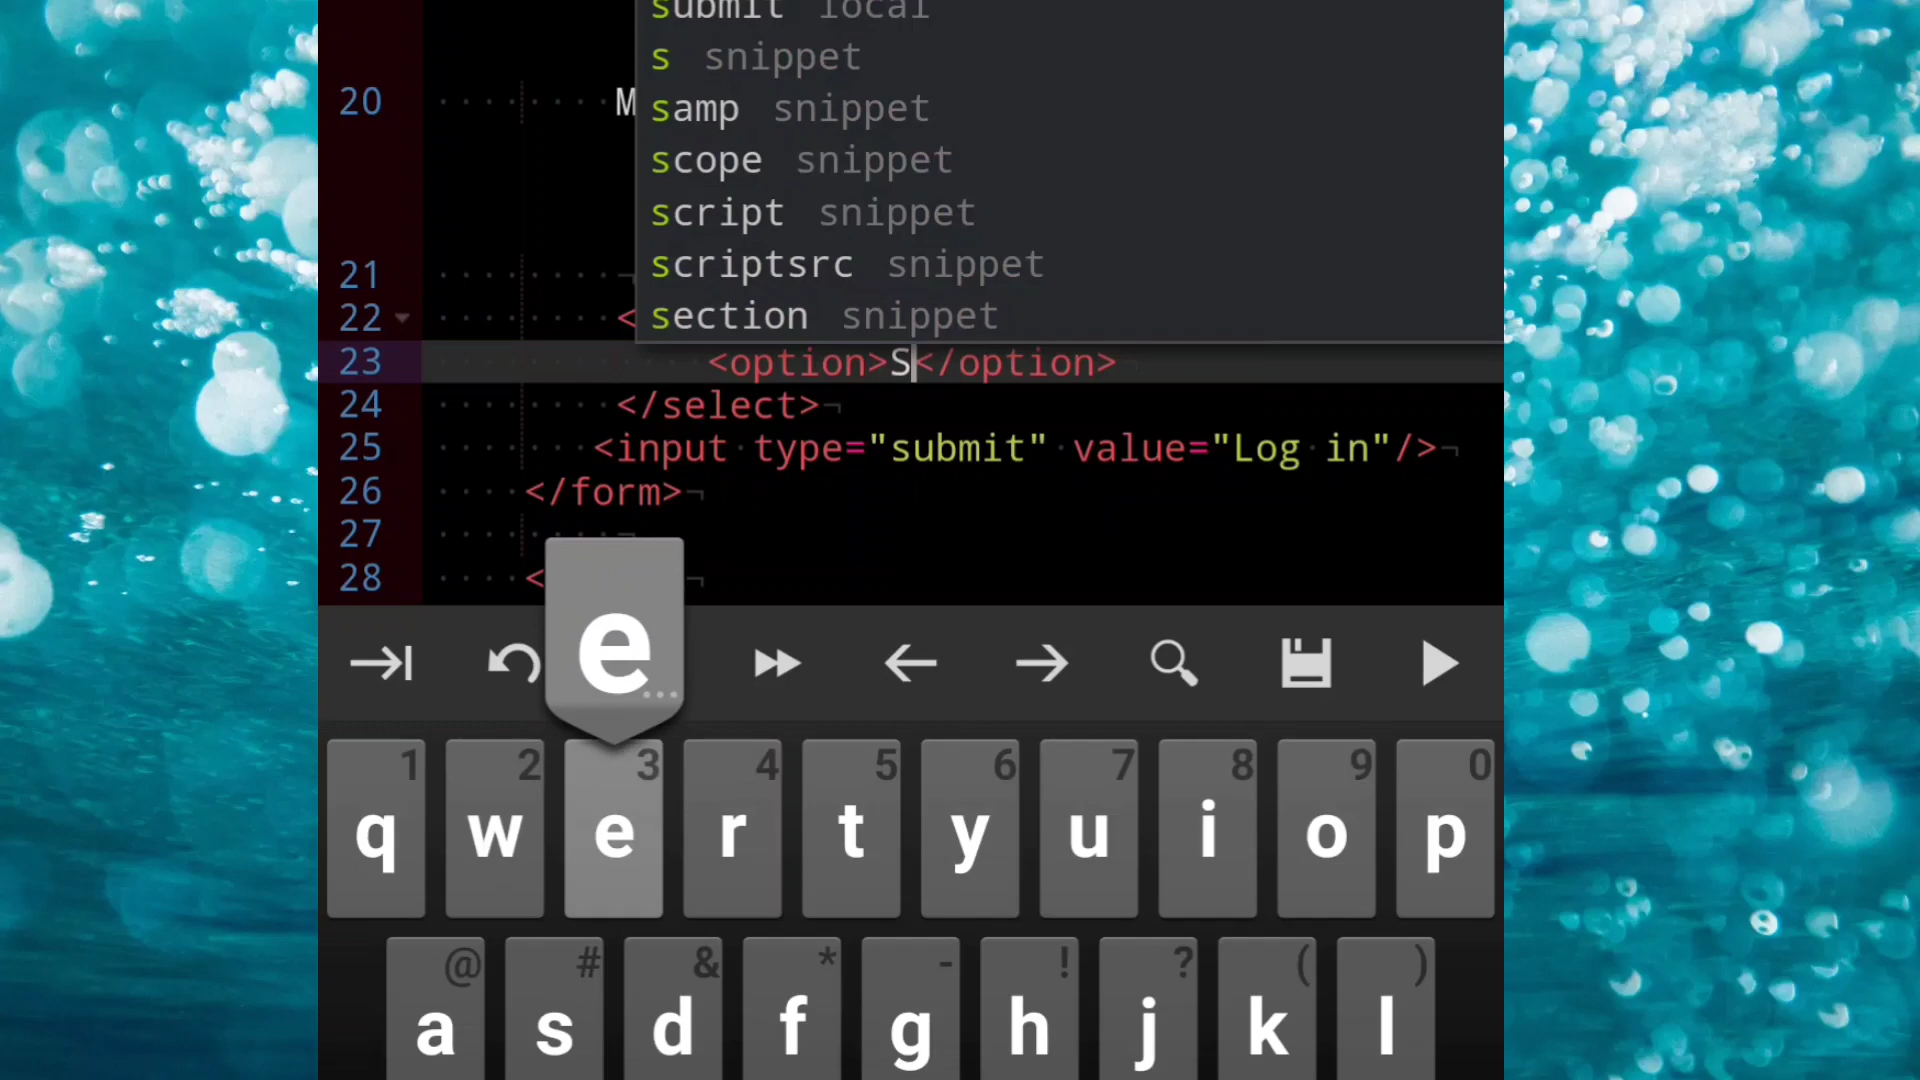 submit local
s snippet
20 M
samp snippet
scope snippet
script snippet
scriptsrc snippet
21
22 <
section snippet
23 <option>S</option>
24 </select>
25 <input type="submit" value="Log in"/>
26 </form>
27
28 <
e
1 2 3 4 5 6 7 8 9 0
q w e r t y u i o p
@ # & * - ! ? ( )
a s d f g h j k l